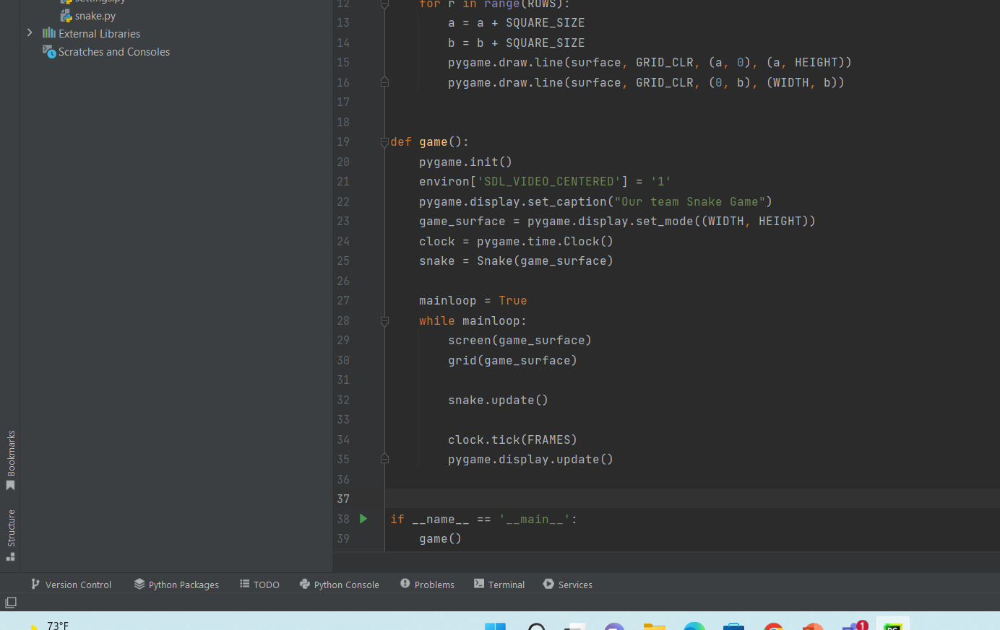 settings.py
snake.py
External Libraries
Scratches and Consoles
Bookmarks
Structure
12 for r in range(ROWS):
13 a = a + SQUARE_SIZE
14 b = b + SQUARE_SIZE
15 pygame.draw.line(surface, GRID_CLR, (a, 0), (a, HEIGHT))
16 pygame.draw.line(surface, GRID_CLR, (0, b), (WIDTH, b))
17
18
19 def game():
20 pygame.init()
21 environ['SDL_VIDEO_CENTERED'] = '1'
22 pygame.display.set_caption("Our team Snake Game")
23 game_surface = pygame.display.set_mode((WIDTH, HEIGHT))
24 clock = pygame.time.Clock()
25 snake = Snake(game_surface)
26
27 mainloop = True
28 while mainloop:
29 screen(game_surface)
30 grid(game_surface)
31
32 snake.update()
33
34 clock.tick(FRAMES)
35 pygame.display.update()
36
37
38 if __name__ == '__main__':
39 game()
Version Control Python Packages TODO Python Console Problems Terminal Services
73°F
1
PC